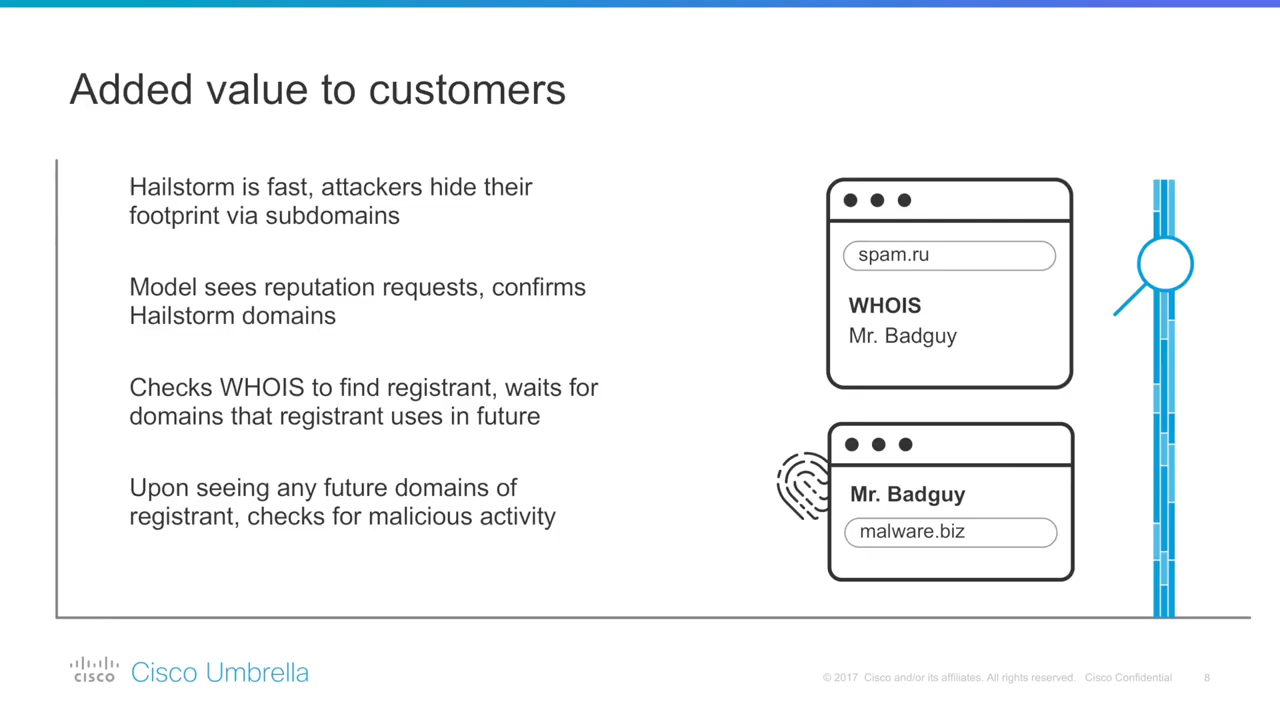 Added value to customers
Hailstorm is fast, attackers hide their
footprint via subdomains
Model sees reputation requests, confirms
Hailstorm domains
Checks WHOIS to find registrant, waits for
domains that registrant uses in future
Upon seeing any future domains of
registrant, checks for malicious activity
spam.ru
WHOIS
Mr. Badguy
Mr. Badguy
malware.biz
CISCO Cisco Umbrella
© 2017 Cisco and/or its affiliates. All rights reserved. Cisco Confidential 8